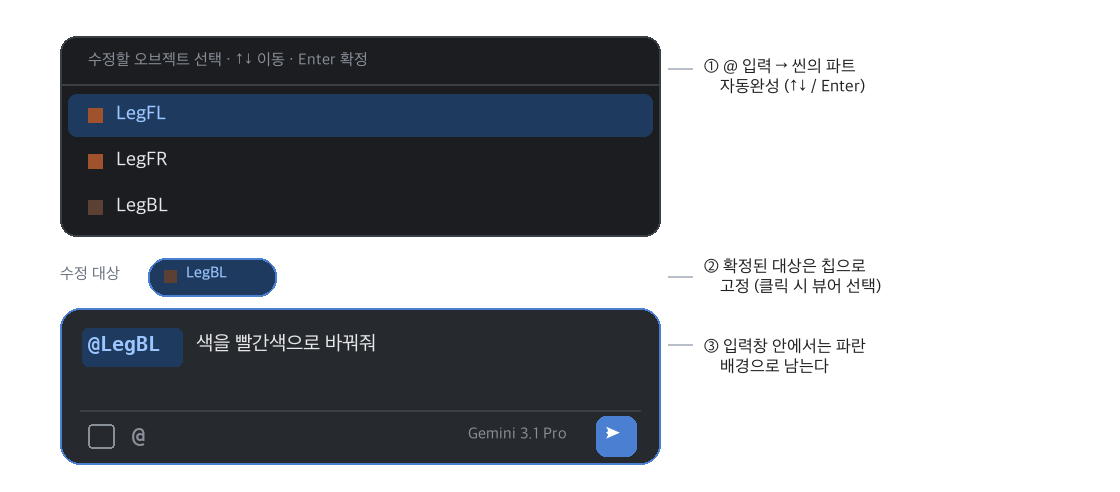 수정할 오브젝트 선택 · ↑↓ 이동 · Enter 확정
LegFL
LegFR
LegBL
① @ 입력 → 씬의 파트
자동완성 (↑↓ / Enter)
수정 대상
LegBL
② 확정된 대상은 칩으로
고정 (클릭 시 뷰어 선택)
@LegBL 색을 빨간색으로 바꿔줘
③ 입력창 안에서는 파란
배경으로 남는다
@
Gemini 3.1 Pro